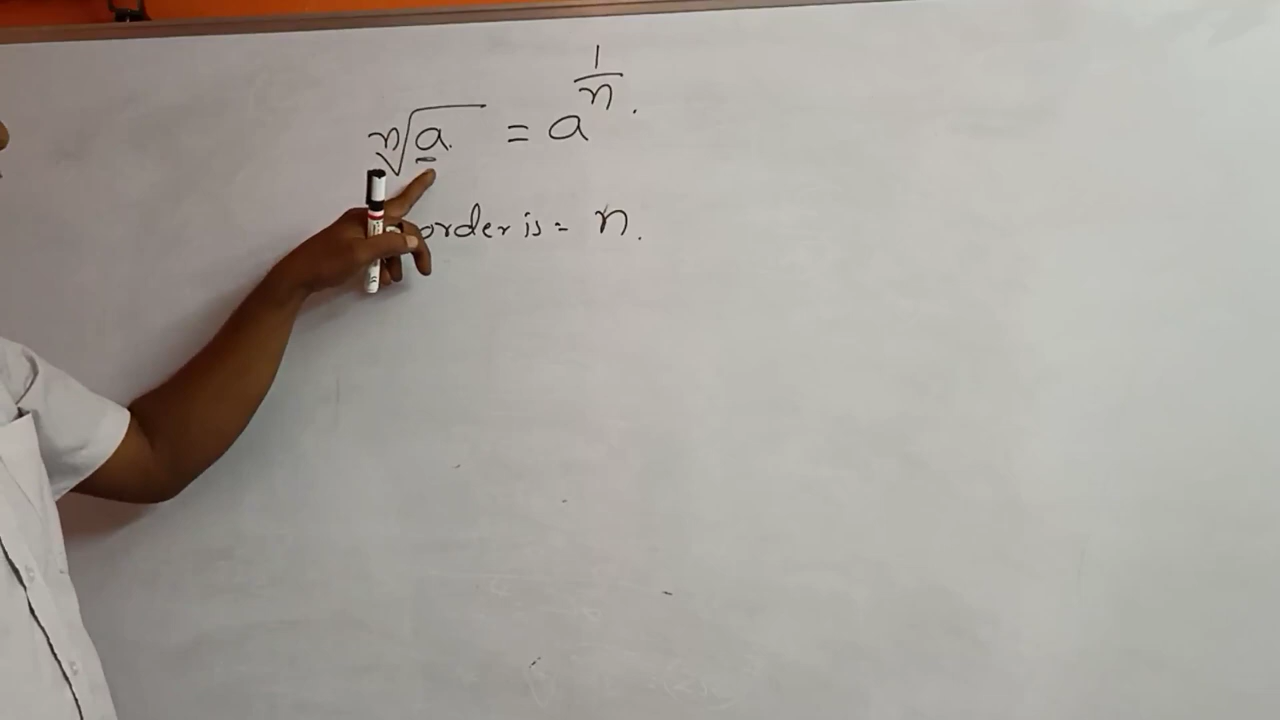 ⁿ√a = a^(1/n).
order is = n.